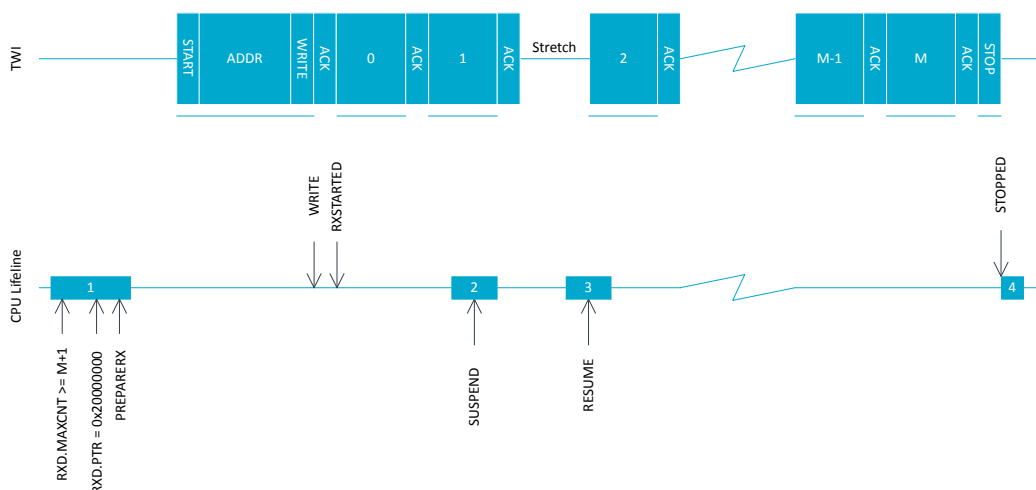 TWI
START
ADDR
WRITE
ACK
0
ACK
1
ACK
Stretch
2
ACK
M-1
ACK
M
ACK
STOP
WRITE
RXSTARTED
STOPPED
CPU Lifeline
1
2
3
4
RXD.MAXCNT >= M+1
RXD.PTR = 0x20000000
PREPARERX
SUSPEND
RESUME